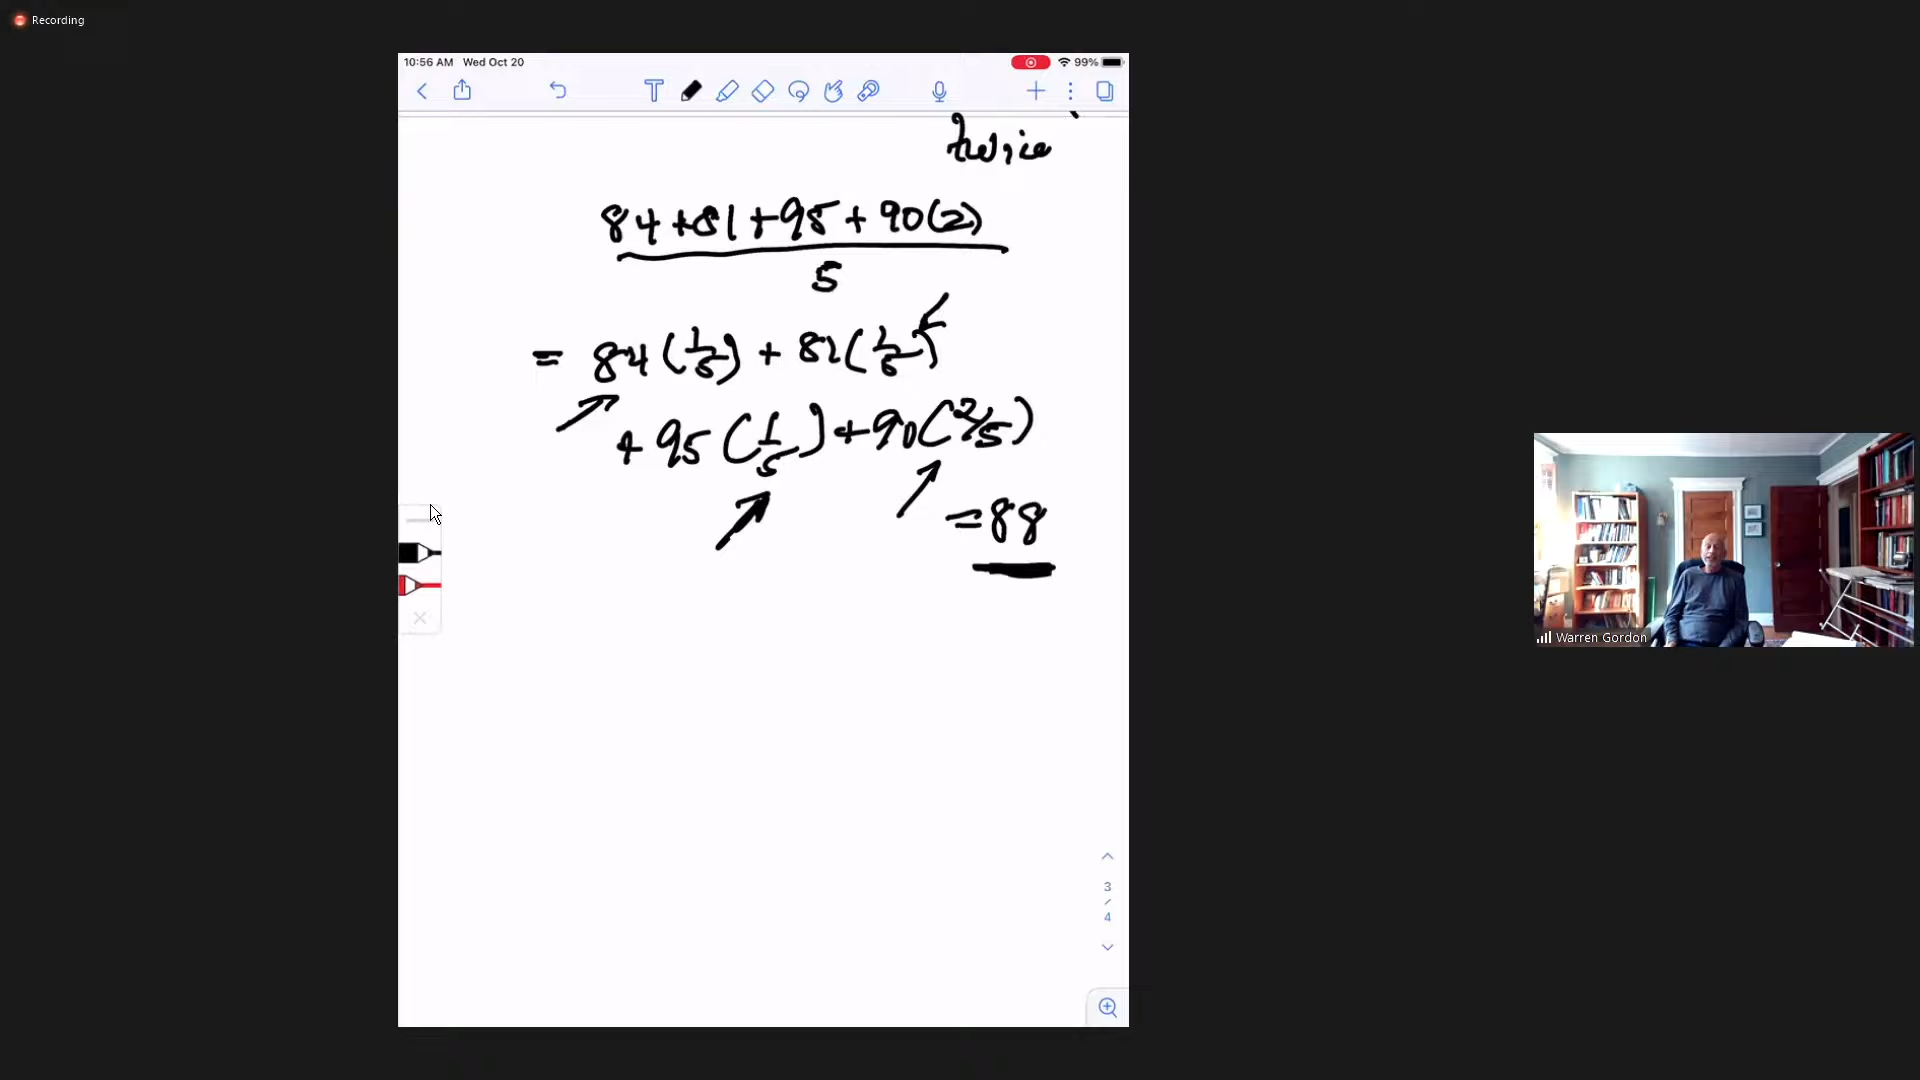 Recording
10:56 AM Wed Oct 20
99%
T
twice
84+81+95+90(2)
5
= 84(1/5) + 81(1/5)
+ 95(1/5) + 90(2/5)
= 88
3
/
4
Warren Gordon